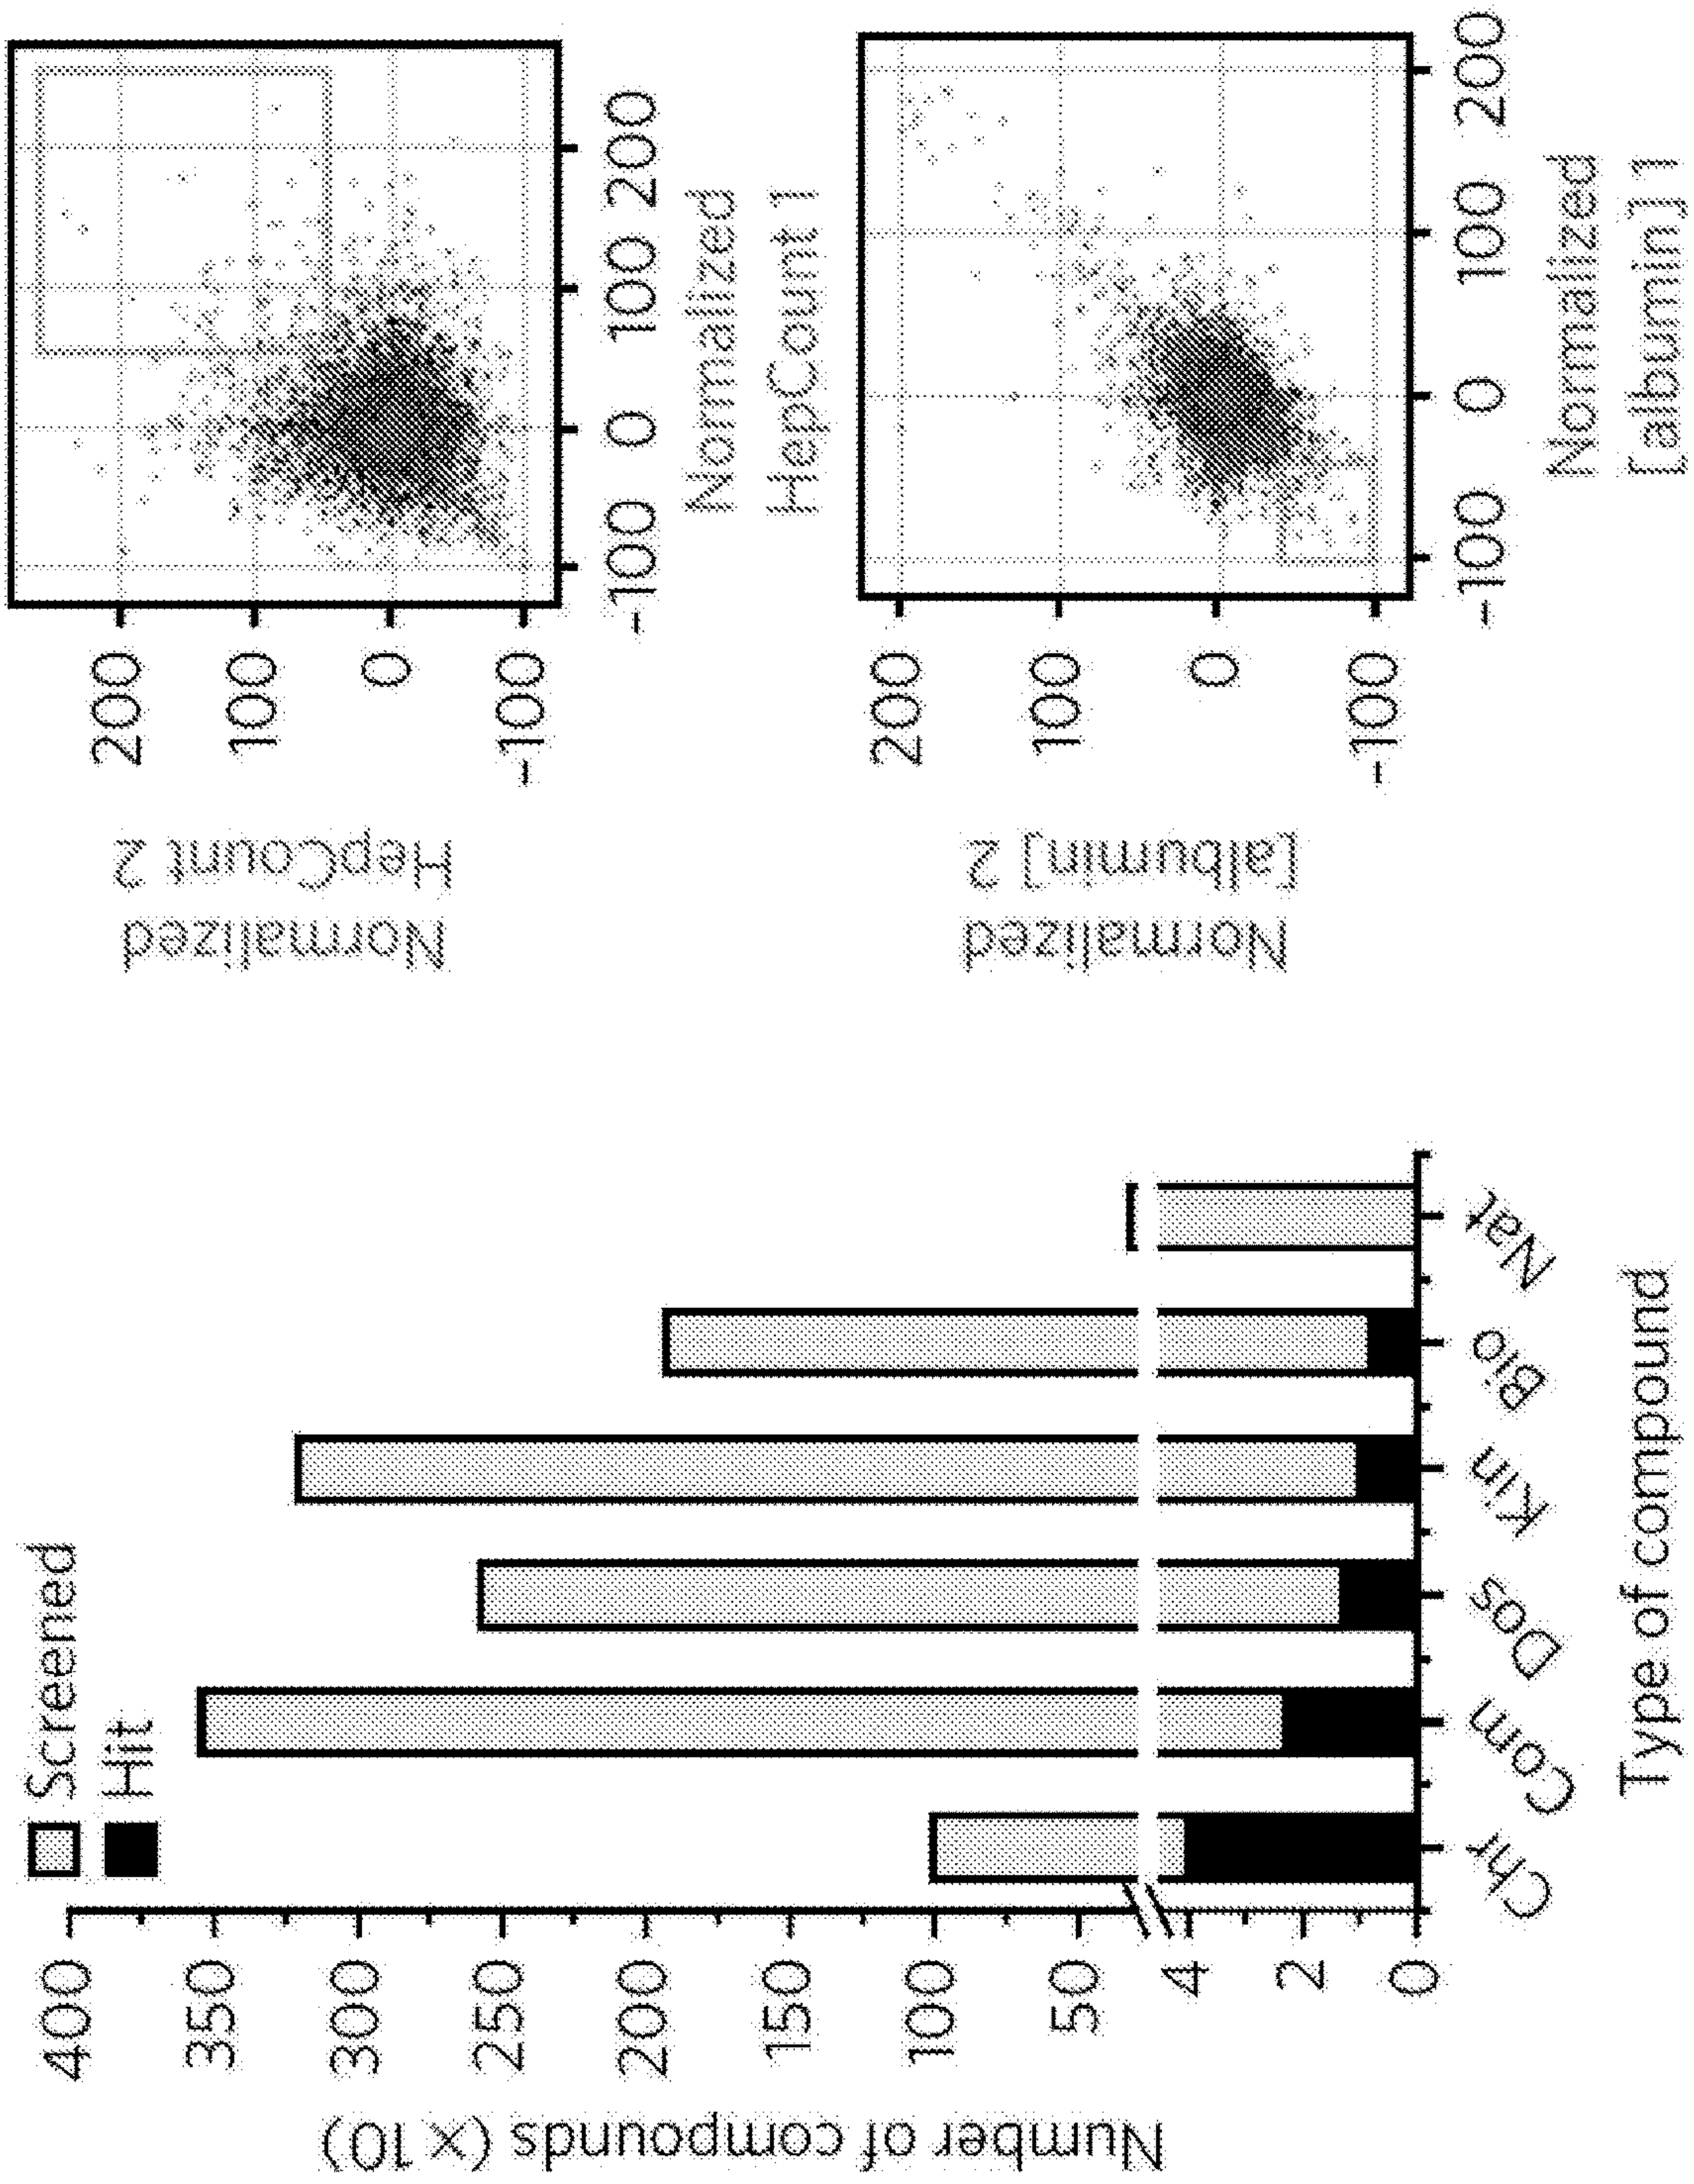 Screened
Hit
Number of compounds (×10)
400
350
300
250
200
150
100
50
4
2
0
Chr
Com
Dos
Kin
Bio
Nat
Type of compound
Normalized
HepCount 2
200
100
0
-100
-100
0
100
200
Normalized
HepCount 1
Normalized
[albumin] 2
200
100
0
-100
-100
0
100
200
Normalized
[albumin] 1